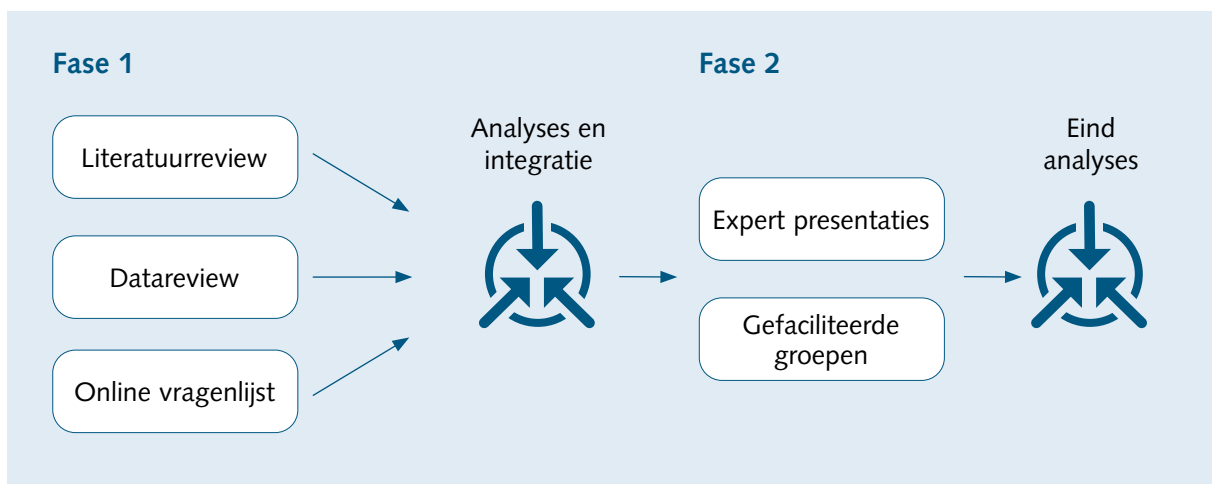 Fase 1
Literatuurreview
Datareview
Online vragenlijst
Analyses en
integratie
Fase 2
Expert presentaties
Gefaciliteerde
groepen
Eind
analyses